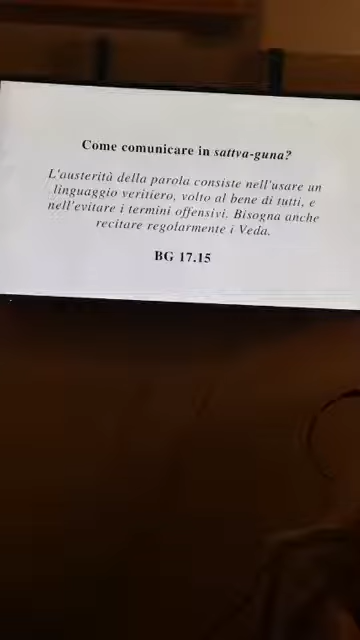 Come comunicare in sattva-guna?
L'austerità della parola consiste nell'usare un
linguaggio veritiero, volto al bene di tutti, e
nell'evitare i termini offensivi. Bisogna anche
recitare regolarmente i Veda.
BG 17.15